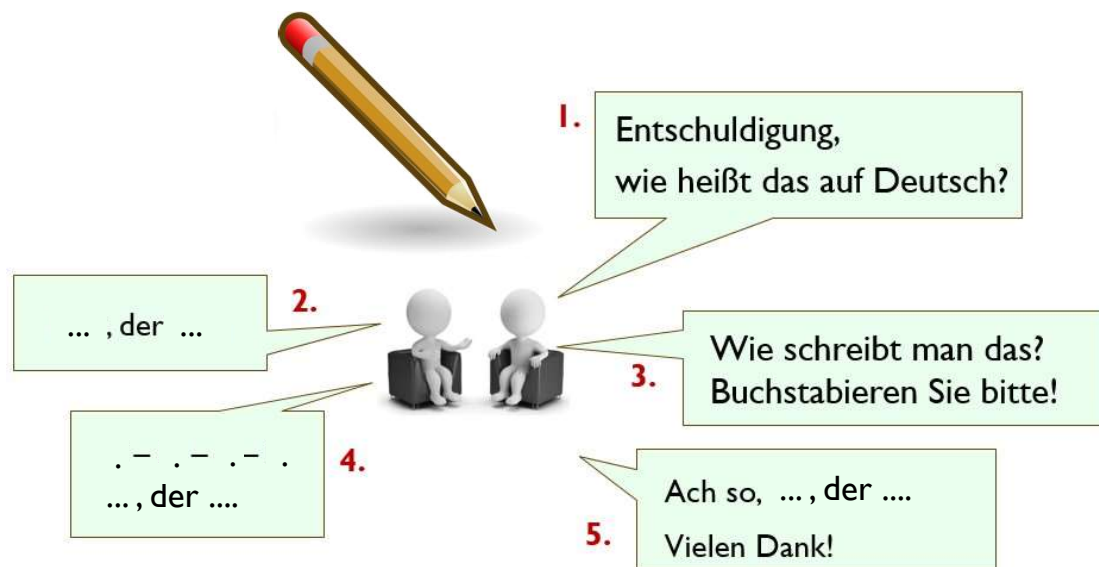 1.
Entschuldigung,
wie heißt das auf Deutsch?
2.
... , der ...
3.
Wie schreibt man das?
Buchstabieren Sie bitte!
4.
. – . – . – .
... , der ....
5.
Ach so, ... , der ....
Vielen Dank!